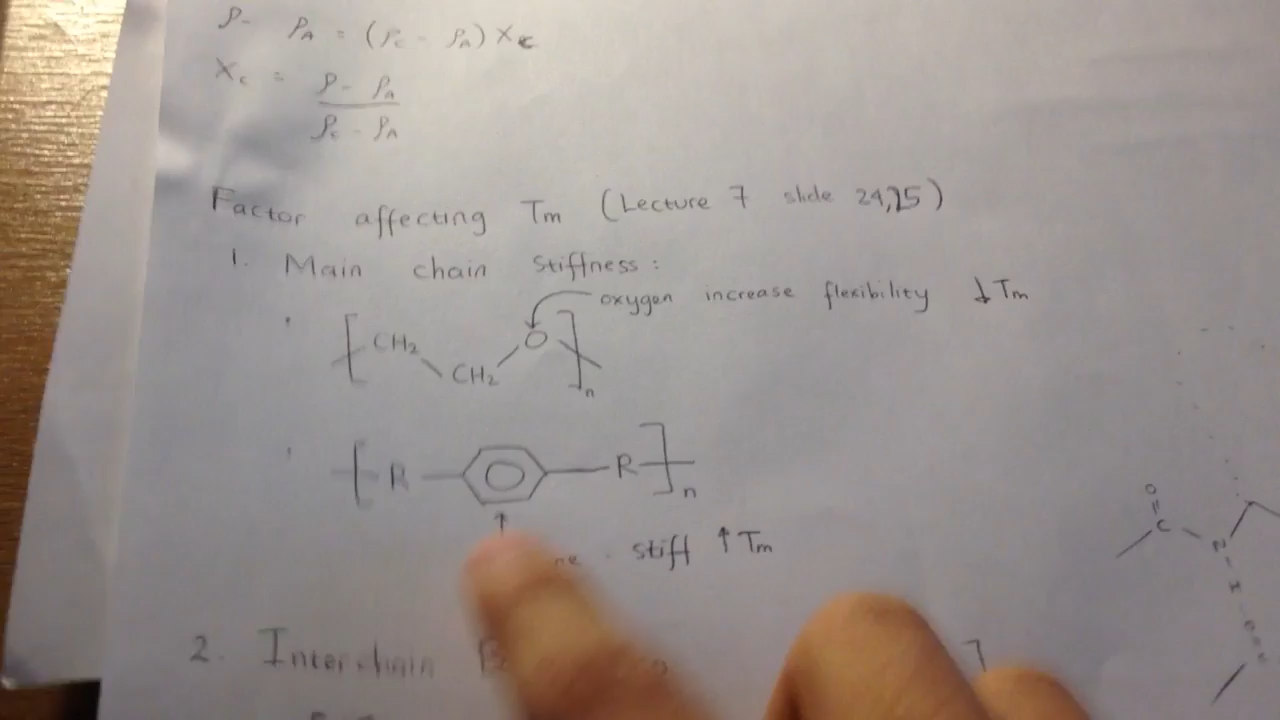 ρ- ρA = (ρc - ρA) Xc
Xc = ρ - ρA
ρc - ρA
Factor affecting Tm (Lecture 7 slide 24,25)
1. Main chain stiffness:
oxygen increase flexibility ↓Tm
[CH2 CH2 O]n
[R R]n
stiff ↑Tm
2. Interchain
O
C N
H
O
C